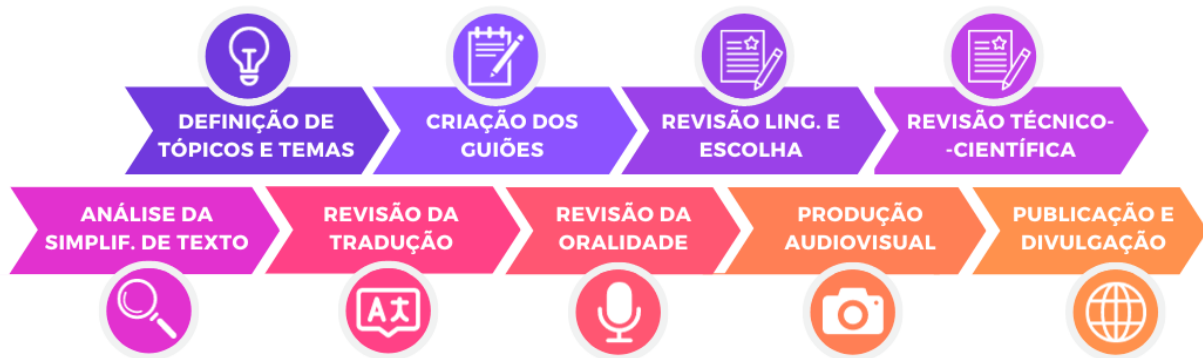 DEFINIÇÃO DE
TÓPICOS E TEMAS
CRIAÇÃO DOS
GUIÕES
REVISÃO LING. E
ESCOLHA
REVISÃO TÉCNICO-
-CIENTÍFICA
ANÁLISE DA
SIMPLIF. DE TEXTO
REVISÃO DA
TRADUÇÃO
REVISÃO DA
ORALIDADE
PRODUÇÃO
AUDIOVISUAL
PUBLICAÇÃO E
DIVULGAÇÃO